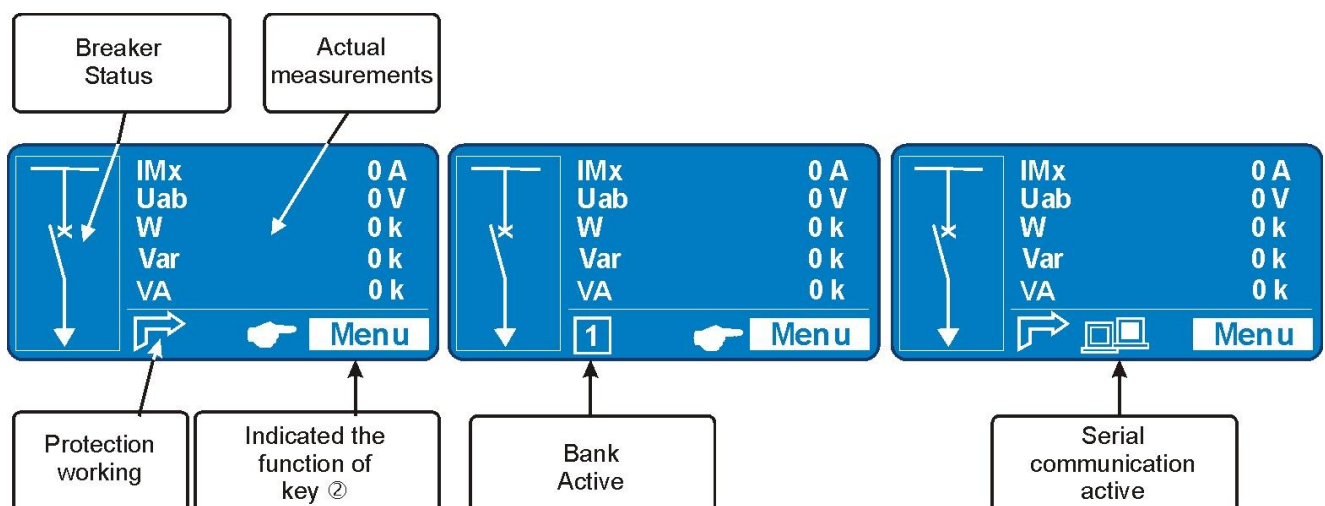 Breaker
Status
Actual
measurements
IMx 0 A
Uab 0 V
W 0 k
Var 0 k
VA 0 k
Menu
IMx 0 A
Uab 0 V
W 0 k
Var 0 k
VA 0 k
1 Menu
IMx 0 A
Uab 0 V
W 0 k
Var 0 k
VA 0 k
Menu
Protection
working
Indicated the
function of
key ②
Bank
Active
Serial
communication
active